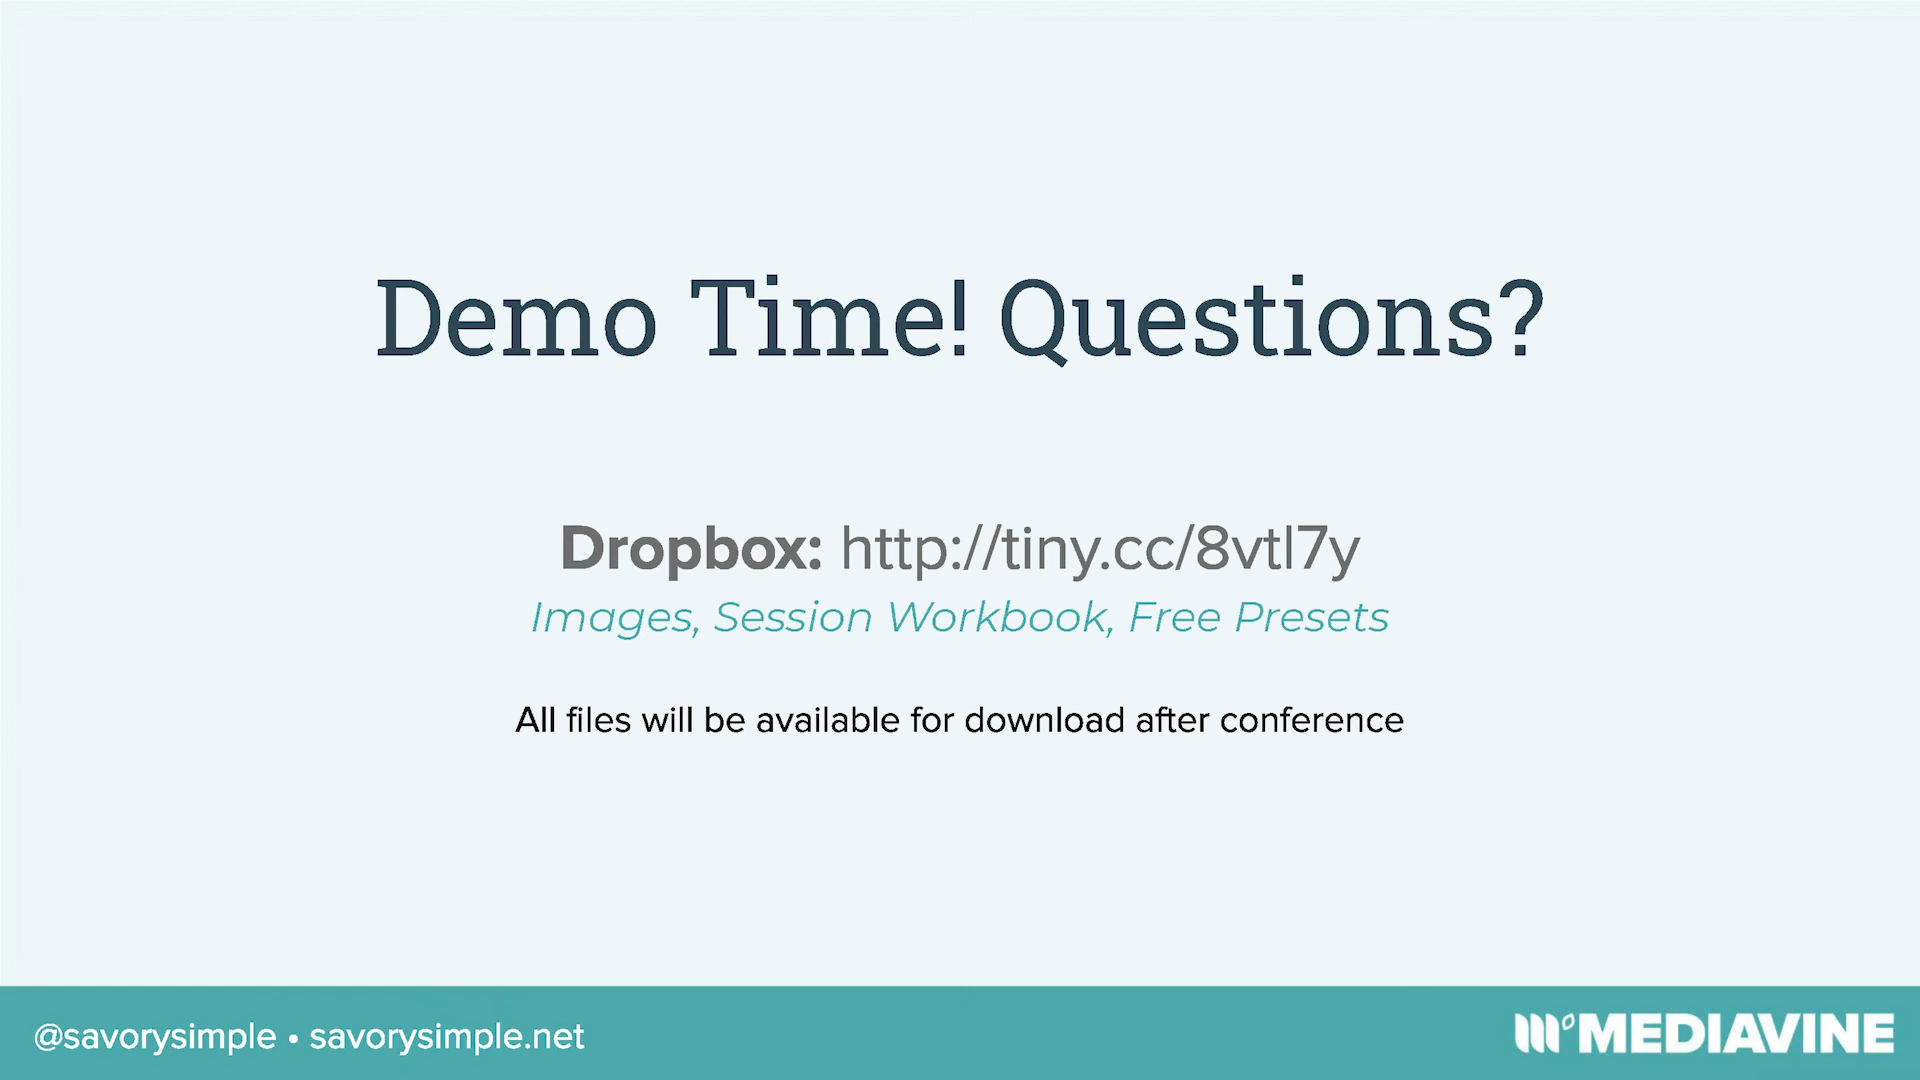 Demo Time! Questions?
Dropbox: http://tiny.cc/8vtl7y
Images, Session Workbook, Free Presets
All files will be available for download after conference
@savorysimple • savorysimple.net
MEDIAVINE